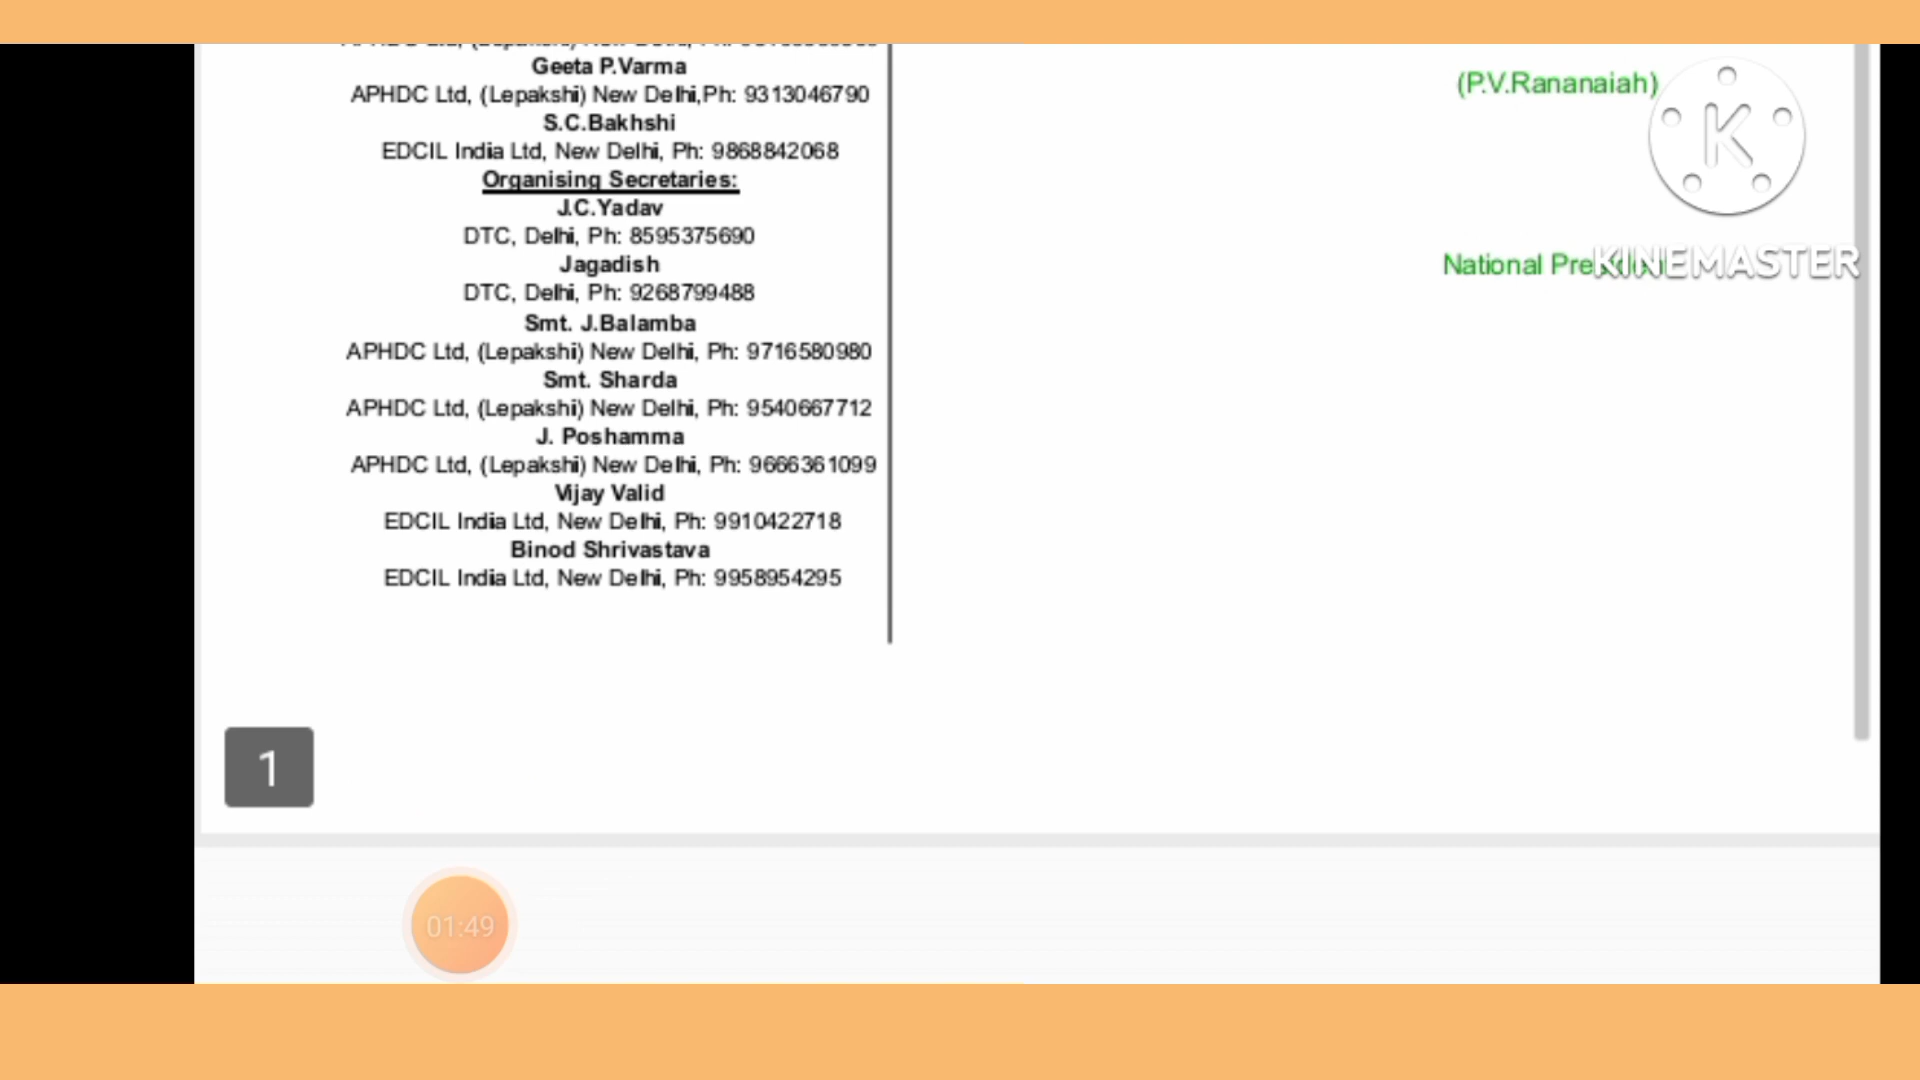 Geeta P.Varma
APHDC Ltd, (Lepakshi) New Delhi,Ph: 9313046790
S.C.Bakhshi
EDCIL India Ltd, New Delhi, Ph: 9868842068
Organising Secretaries:
J.C.Yadav
DTC, Delhi, Ph: 8595375690
Jagadish
DTC, Delhi, Ph: 9268799488
Smt. J.Balamba
APHDC Ltd, (Lepakshi) New Delhi, Ph: 9716580980
Smt. Sharda
APHDC Ltd, (Lepakshi) New Delhi, Ph: 9540667712
J. Poshamma
APHDC Ltd, (Lepakshi) New Delhi, Ph: 9666361099
Vijay Valid
EDCIL India Ltd, New Delhi, Ph: 9910422718
Binod Shrivastava
EDCIL India Ltd, New Delhi, Ph: 9958954295
(P.V.Rananaiah)
K
National
KINEMASTER
1
01:49